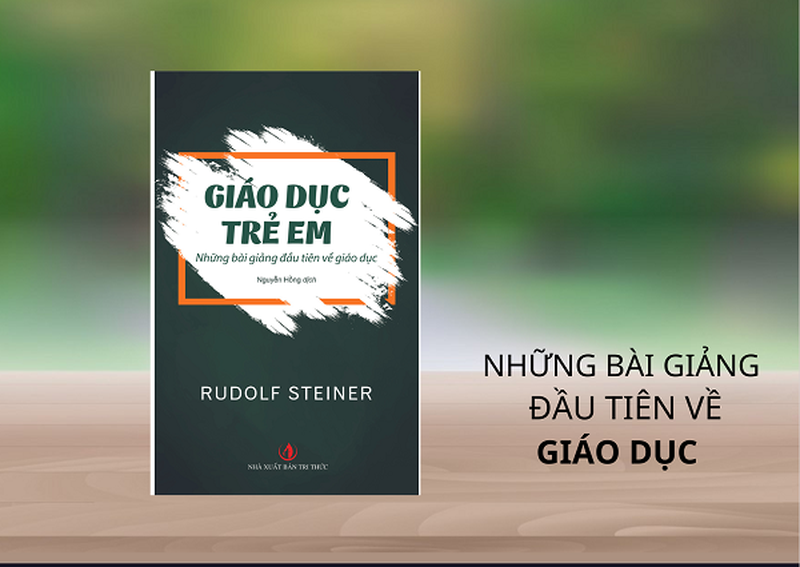 GIÁO DỤC
TRẺ EM
Những bài giảng đầu tiên về giáo dục
Nguyễn Hồng dịch
RUDOLF STEINER
NHÀ XUẤT BẢN TRI THỨC
NHỮNG BÀI GIẢNG
ĐẦU TIÊN VỀ
GIÁO DỤC